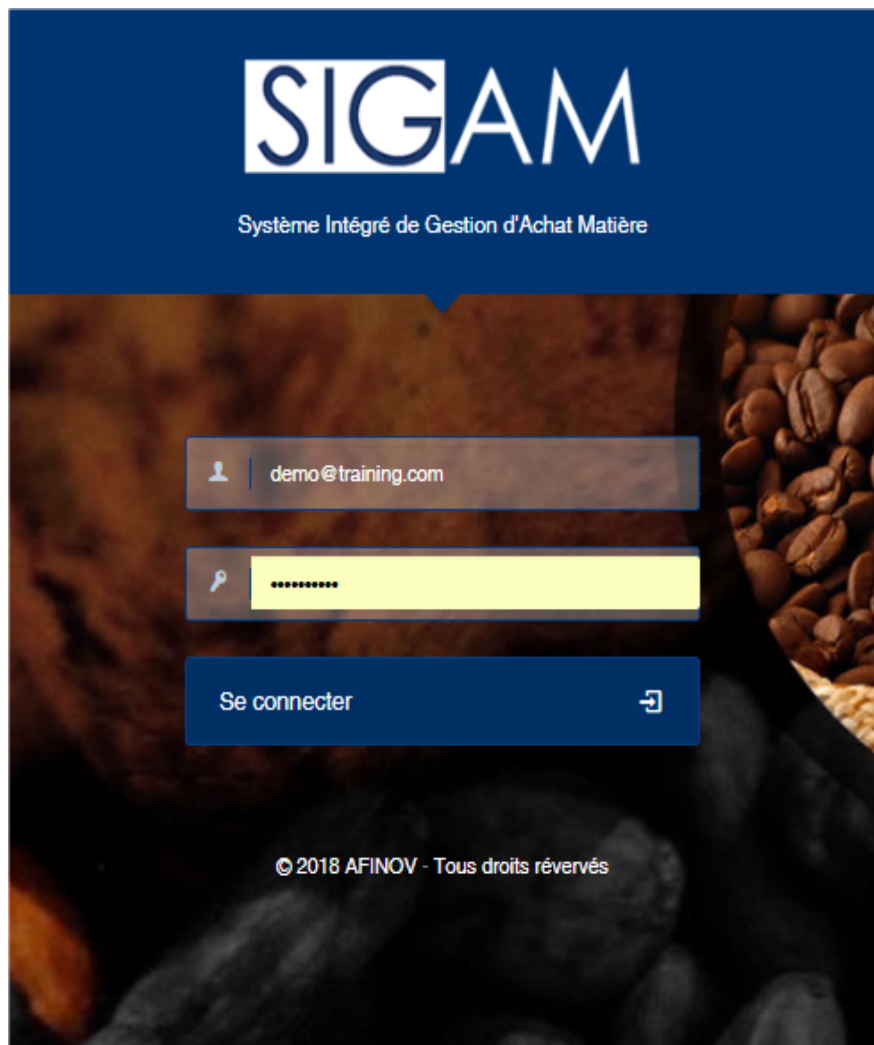 SIGAM
Système Intégré de Gestion d'Achat Matière
demo@training.com
••••••••••
Se connecter
© 2018 AFINOV - Tous droits révervés